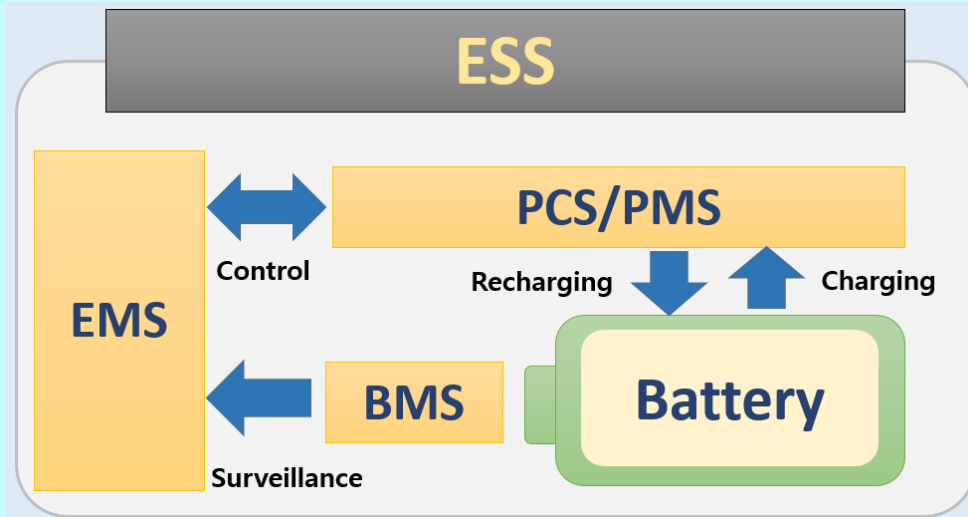 ESS
PCS/PMS
Control
Recharging
Charging
EMS
BMS
Battery
Surveillance